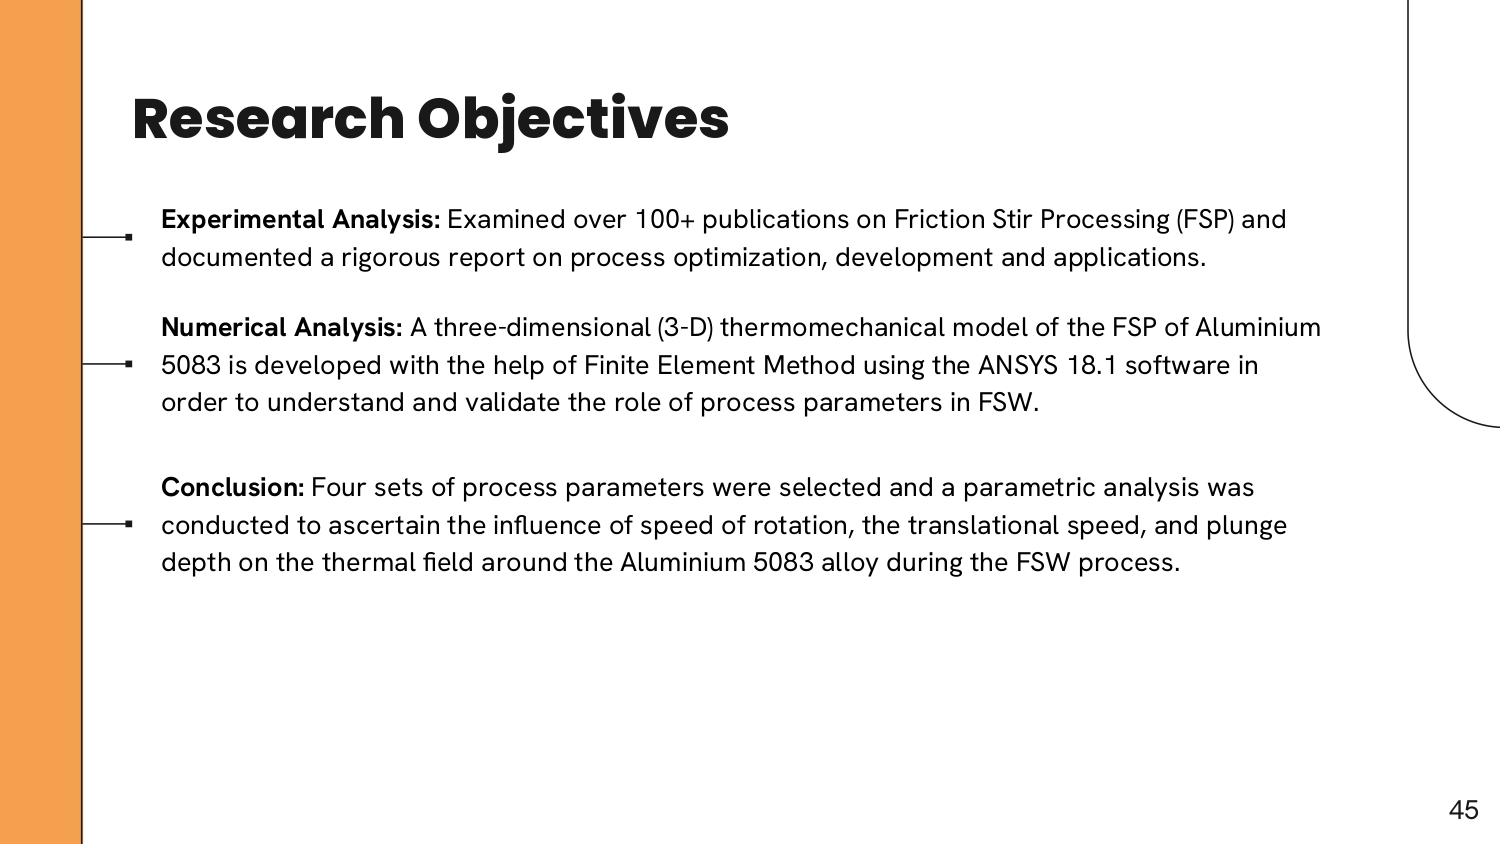 Research Objectives
Experimental Analysis: Examined over 100+ publications on Friction Stir Processing (FSP) and
documented a rigorous report on process optimization, development and applications.
Numerical Analysis: A three-dimensional (3-D) thermomechanical model of the FSP of Aluminium
5083 is developed with the help of Finite Element Method using the ANSYS 18.1 software in
order to understand and validate the role of process parameters in FSW.
Conclusion: Four sets of process parameters were selected and a parametric analysis was
conducted to ascertain the influence of speed of rotation, the translational speed, and plunge
depth on the thermal field around the Aluminium 5083 alloy during the FSW process.
45